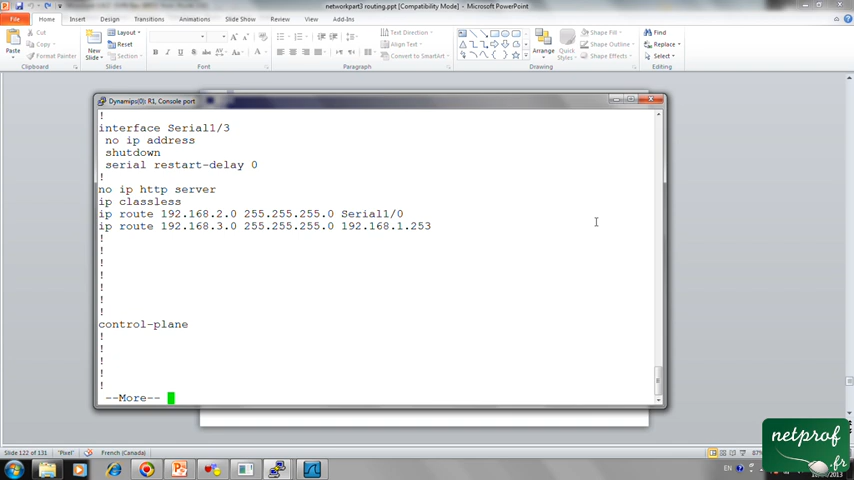 networkpart3 routing.ppt [Compatibility Mode] - Microsoft PowerPoint
File Home Insert Design Transitions Animations Slide Show Review View Add-Ins
Paste
Cut
Copy
Format Painter
Clipboard
New Slide
Layout
Reset
Section
Slides
Font
Paragraph
Text Direction
Align Text
Convert to SmartArt
Arrange
Quick Styles
Shape Fill
Shape Outline
Shape Effects
Drawing
Find
Replace
Select
Editing
Dynamips(0): R1, Console port
!
interface Serial1/3
no ip address
shutdown
serial restart-delay 0
!
no ip http server
ip classless
ip route 192.168.2.0 255.255.255.0 Serial1/0
ip route 192.168.3.0 255.255.255.0 192.168.1.253
!
!
!
!
!
!
!
control-plane
!
!
!
!
!
--More--
netprof
.fr
Slide 122 of 131 "Pixel" French (Canada) 87%
EN